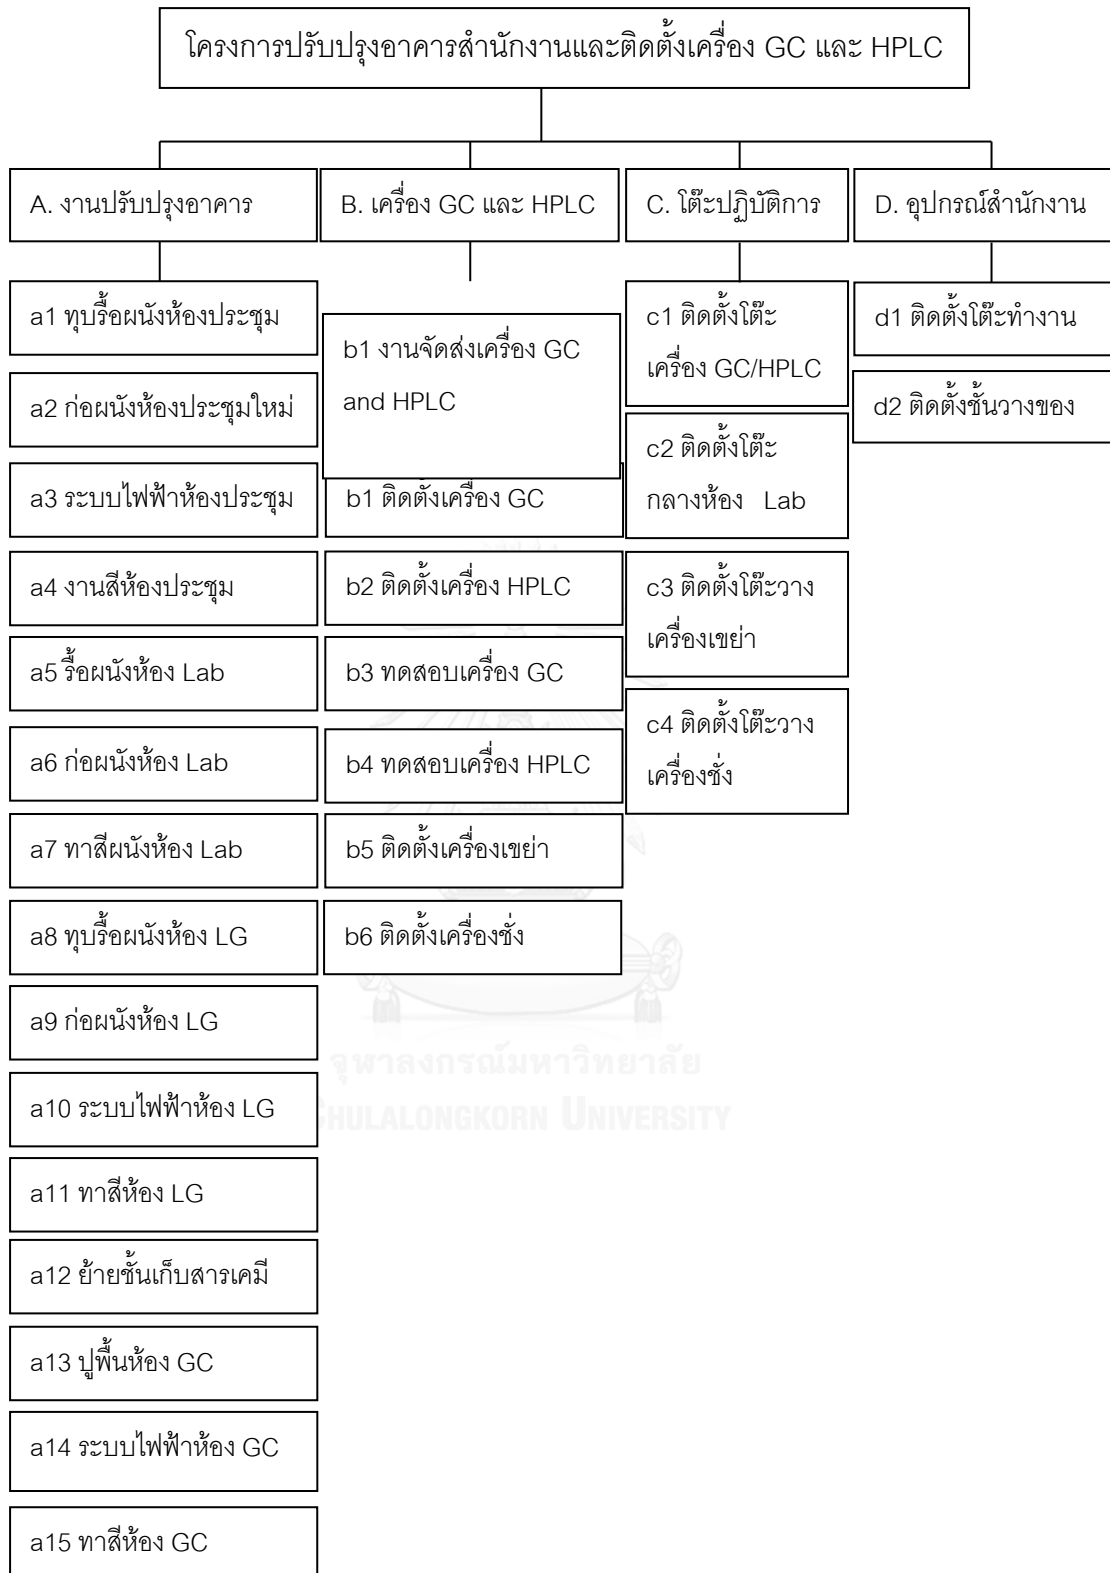 โครงการปรับปรุงอาคารสำนักงานและติดตั้งเครื่อง GC และ HPLC
A. งานปรับปรุงอาคาร
B. เครื่อง GC และ HPLC
C. โต๊ะปฏิบัติการ
D. อุปกรณ์สำนักงาน
a1 ทุบรื้อผนังห้องประชุม
a2 ก่อผนังห้องประชุมใหม่
a3 ระบบไฟฟ้าห้องประชุม
a4 งานสีห้องประชุม
a5 รื้อผนังห้อง Lab
a6 ก่อผนังห้อง Lab
a7 ทาสีผนังห้อง Lab
a8 ทุบรื้อผนังห้อง LG
a9 ก่อผนังห้อง LG
a10 ระบบไฟฟ้าห้อง LG
a11 ทาสีห้อง LG
a12 ย้ายชั้นเก็บสารเคมี
a13 ปูพื้นห้อง GC
a14 ระบบไฟฟ้าห้อง GC
a15 ทาสีห้อง GC
b1 งานจัดส่งเครื่อง GC
and HPLC
b1 ติดตั้งเครื่อง GC
b2 ติดตั้งเครื่อง HPLC
b3 ทดสอบเครื่อง GC
b4 ทดสอบเครื่อง HPLC
b5 ติดตั้งเครื่องเขย่า
b6 ติดตั้งเครื่องชั่ง
c1 ติดตั้งโต๊ะ
เครื่อง GC/HPLC
c2 ติดตั้งโต๊ะ
กลางห้อง Lab
c3 ติดตั้งโต๊ะวาง
เครื่องเขย่า
c4 ติดตั้งโต๊ะวาง
เครื่องชั่ง
d1 ติดตั้งโต๊ะทำงาน
d2 ติดตั้งชั้นวางของ
จุฬาลงกรณ์มหาวิทยาลัย
CHULALONGKORN UNIVERSITY